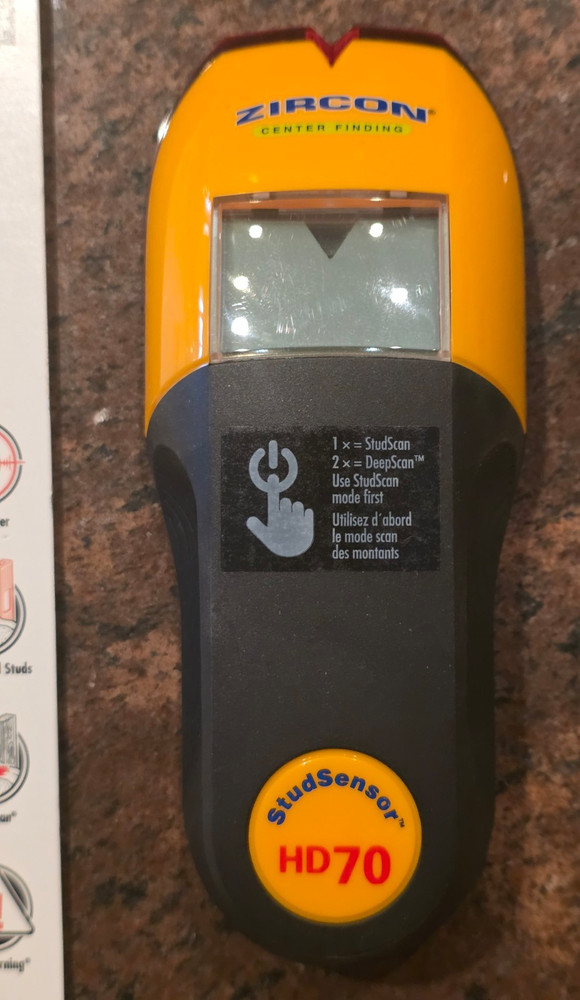 ZIRCON®
CENTER FINDING
1 × = StudScan
2 × = DeepScan™
Use StudScan
mode first
Utilisez d'abord
le mode scan
des montants
StudSensor™
HD70
Studs